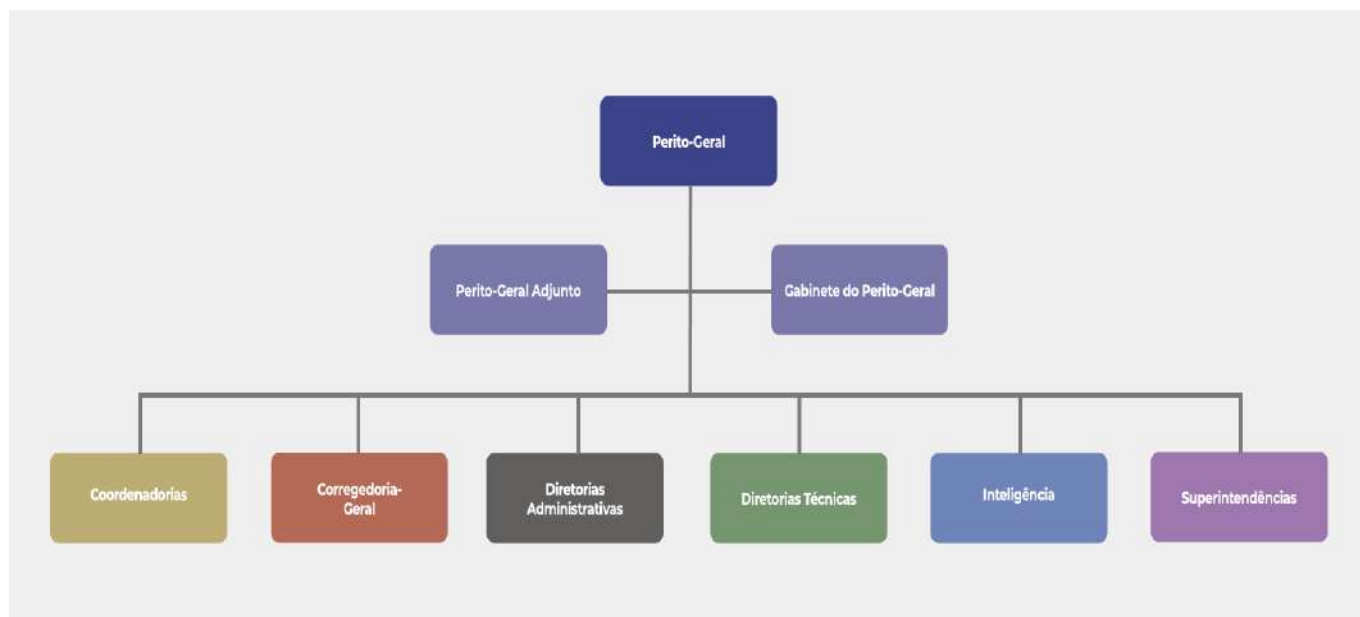 Perito-Geral
Perito-Geral Adjunto
Gabinete do Perito-Geral
Coordenadorias
Corregedoria-
Geral
Diretorias
Administrativas
Diretorias Técnicas
Inteligência
Superintendências